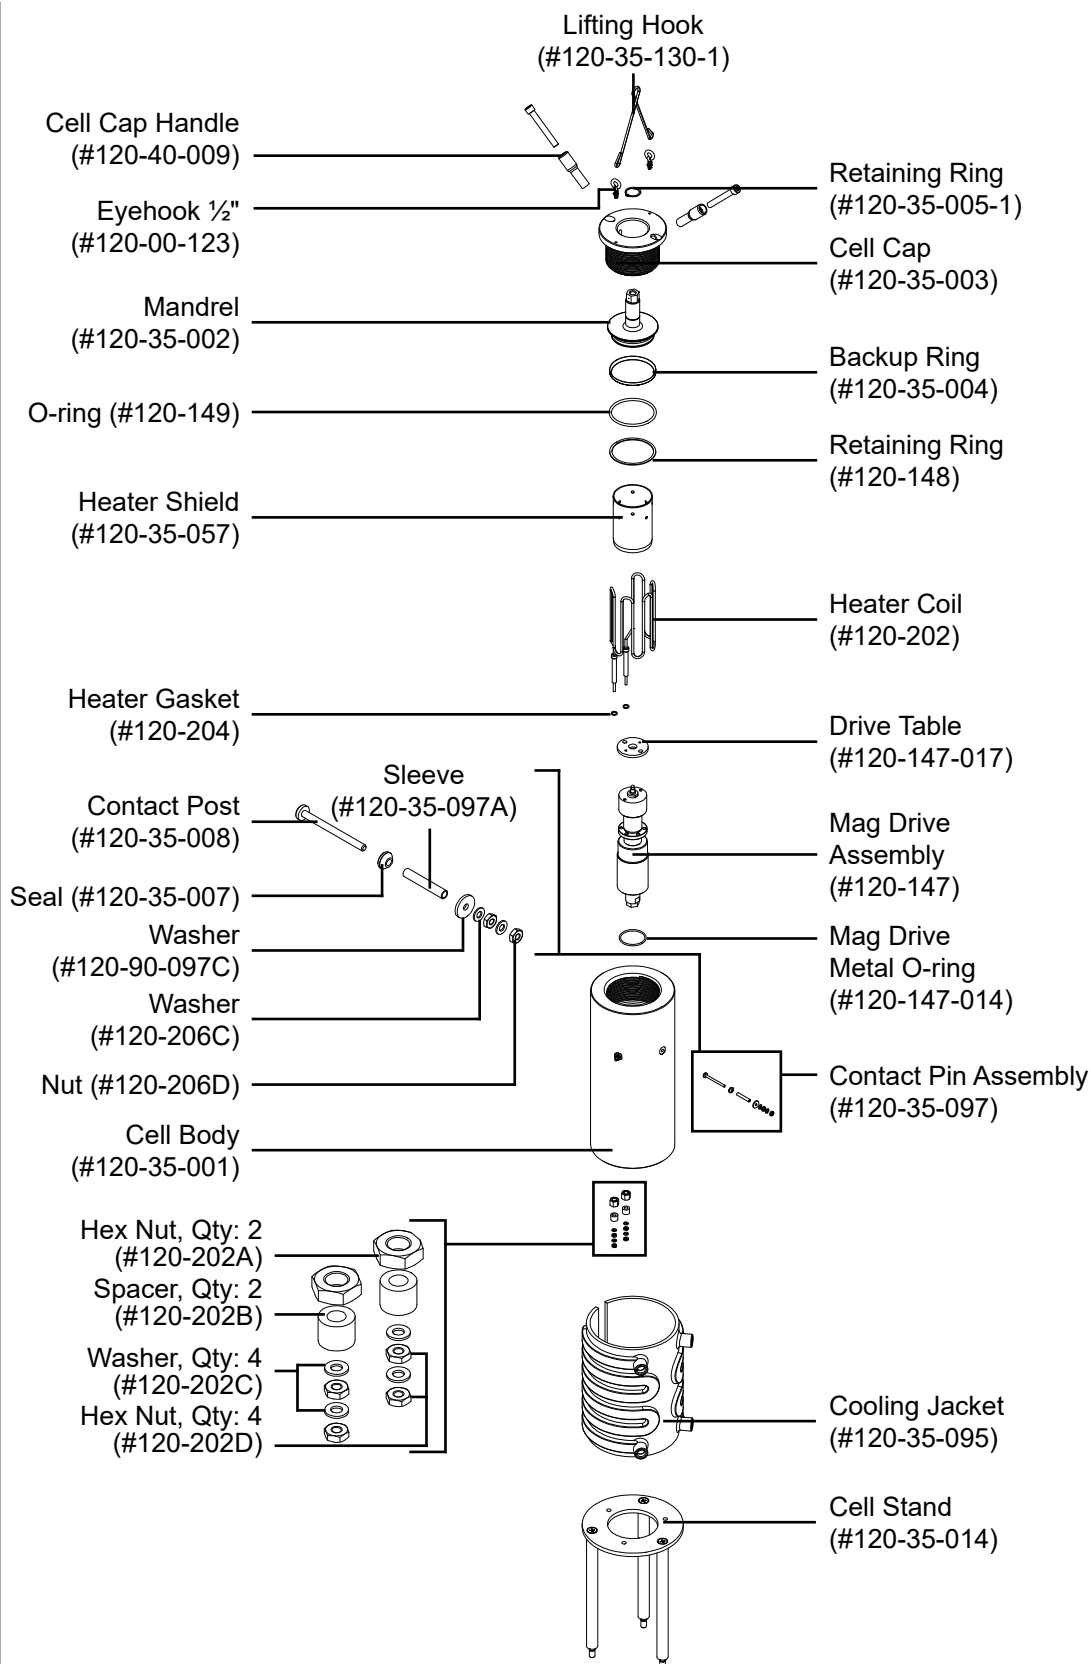 Lifting Hook
(#120-35-130-1)
Cell Cap Handle
(#120-40-009)
Eyehook ½"
(#120-00-123)
Mandrel
(#120-35-002)
O-ring (#120-149)
Heater Shield
(#120-35-057)
Heater Gasket
(#120-204)
Sleeve
(#120-35-097A)
Contact Post
(#120-35-008)
Seal (#120-35-007)
Washer
(#120-90-097C)
Washer
(#120-206C)
Nut (#120-206D)
Cell Body
(#120-35-001)
Hex Nut, Qty: 2
(#120-202A)
Spacer, Qty: 2
(#120-202B)
Washer, Qty: 4
(#120-202C)
Hex Nut, Qty: 4
(#120-202D)
Retaining Ring
(#120-35-005-1)
Cell Cap
(#120-35-003)
Backup Ring
(#120-35-004)
Retaining Ring
(#120-148)
Heater Coil
(#120-202)
Drive Table
(#120-147-017)
Mag Drive
Assembly
(#120-147)
Mag Drive
Metal O-ring
(#120-147-014)
Contact Pin Assembly
(#120-35-097)
Cooling Jacket
(#120-35-095)
Cell Stand
(#120-35-014)